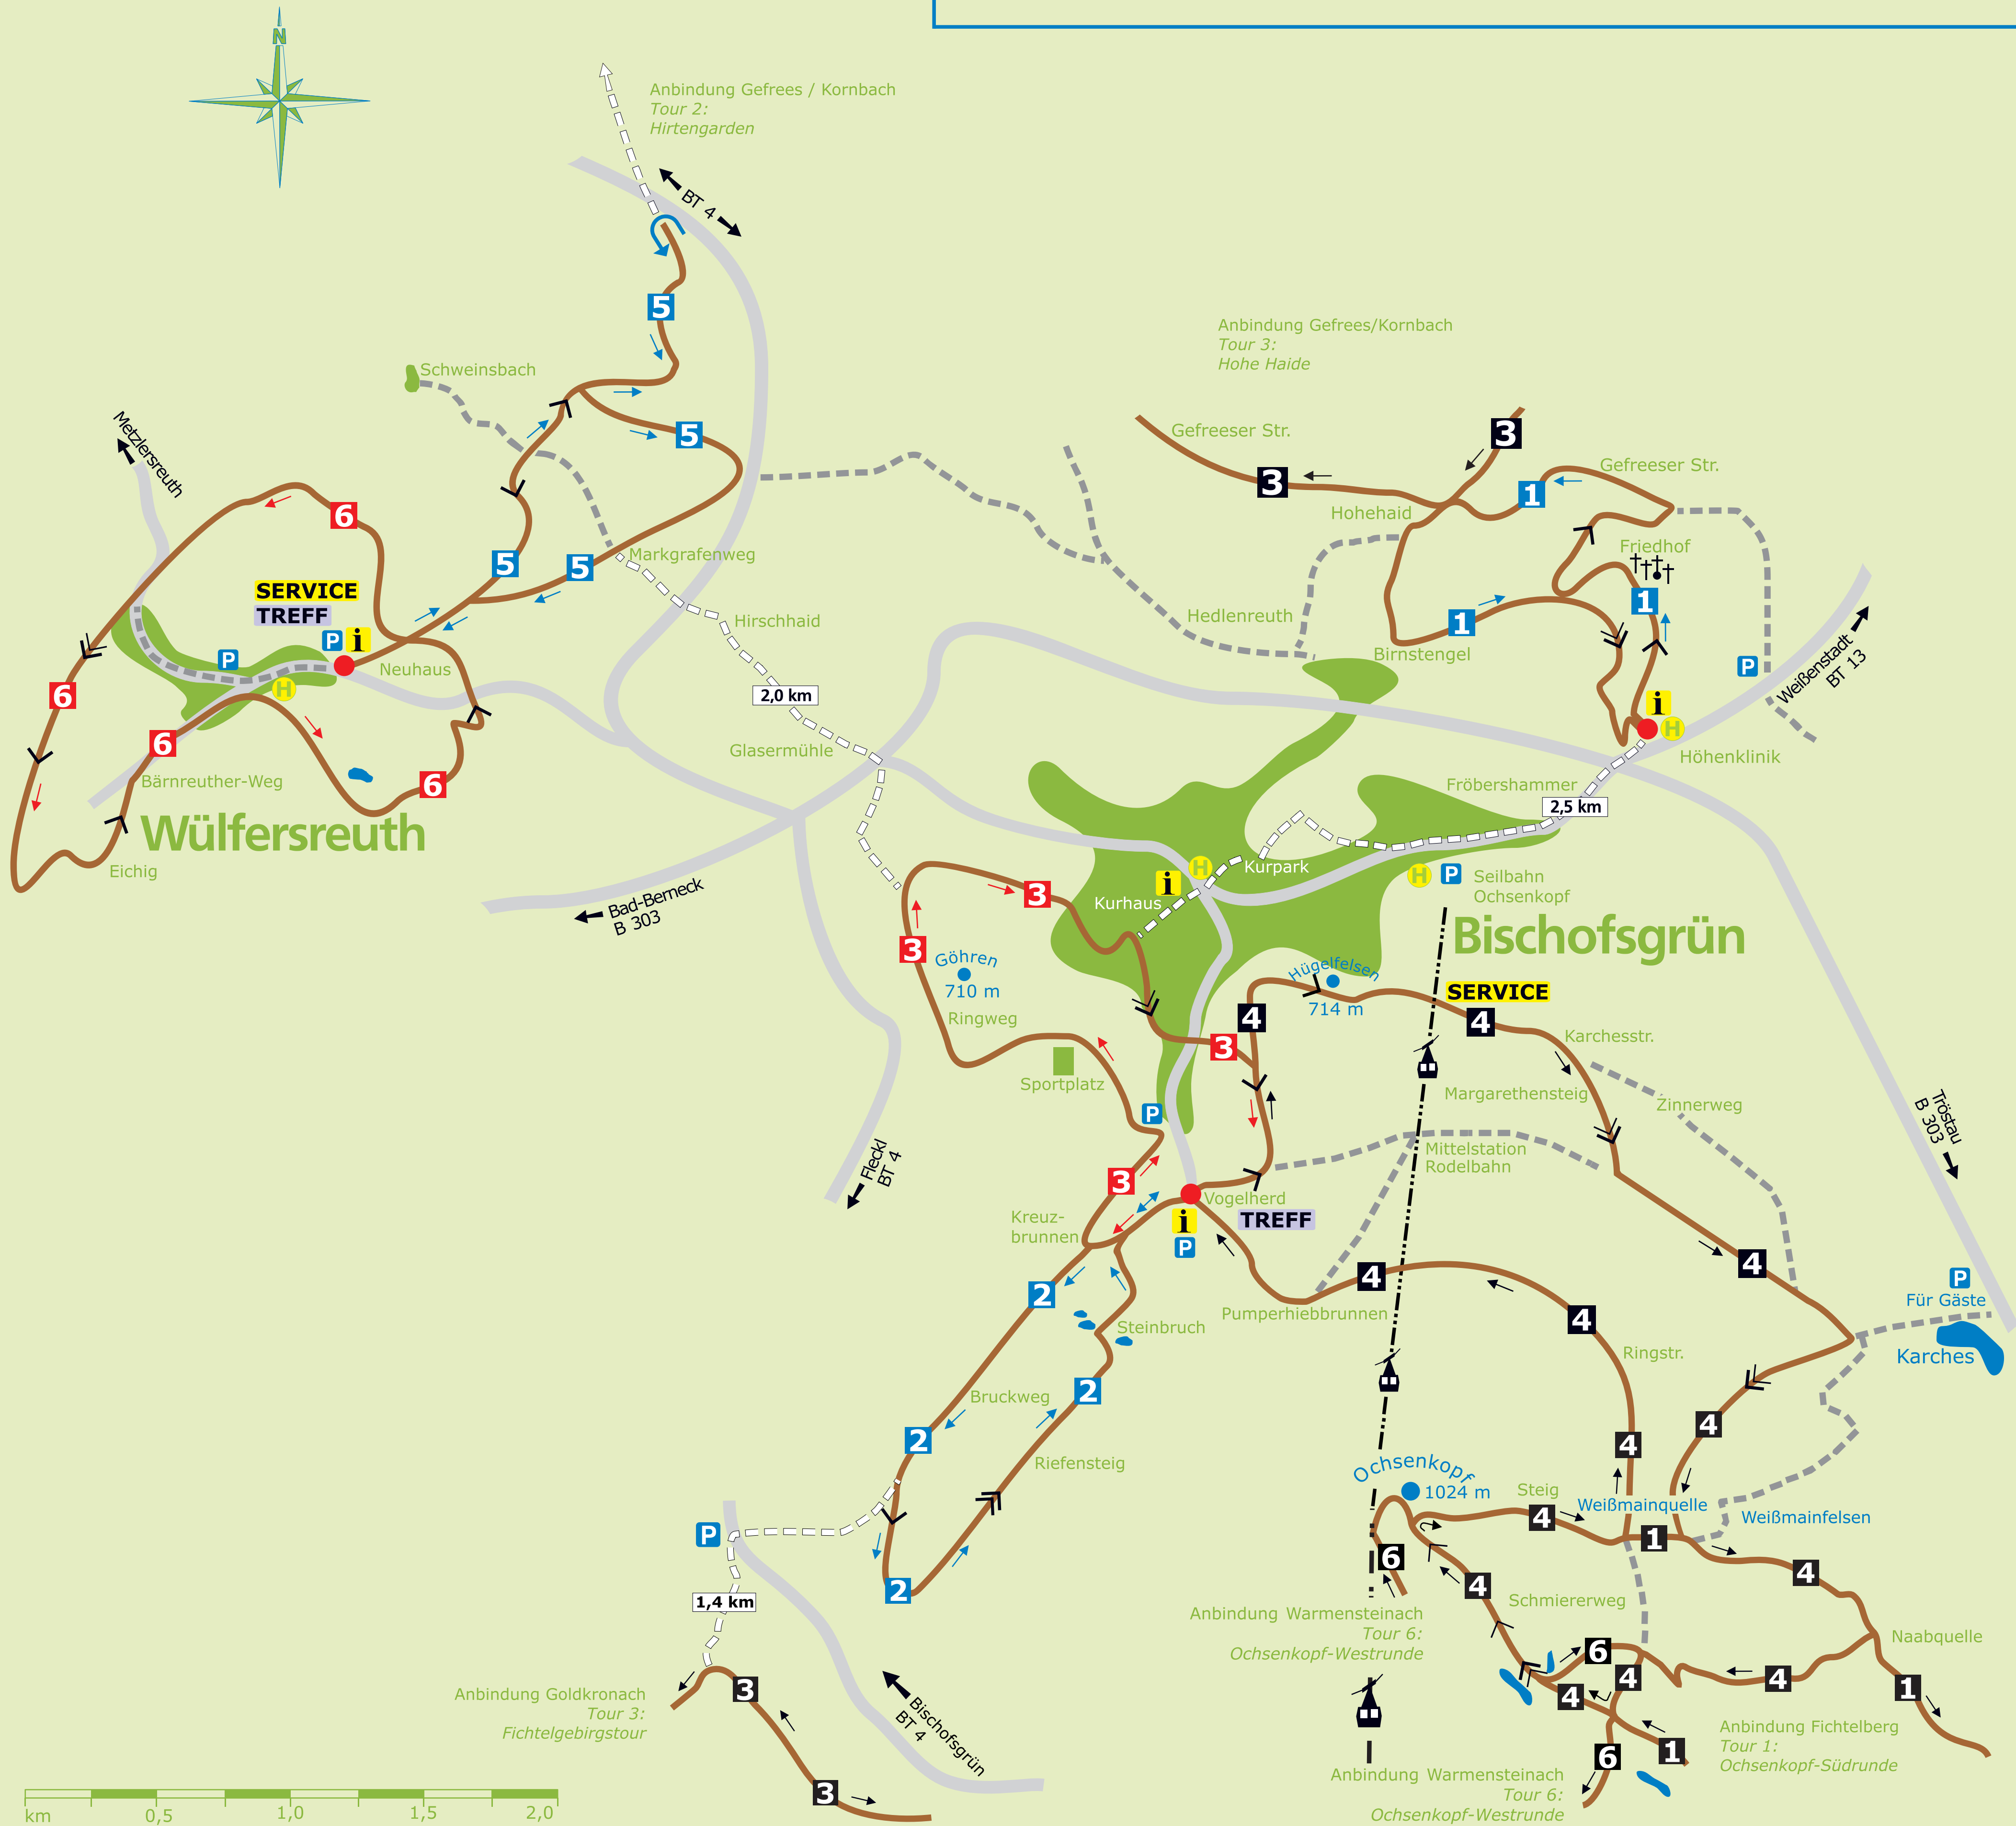 N
Anbindung Gefrees / Kornbach
Tour 2:
Hirtengarden
BT 4
5
Schweinsbach
5
5
5
Markgrafenweg
Metzlersreuth
6
SERVICE
TREFF
P
i
P
H
Neuhaus
6
6
6
Bärnreuther-Weg
Wülfersreuth
Eichig
Hirschhaid
2,0 km
Glasermühle
Bad-Berneck
B 303
Anbindung Gefrees/Kornbach
Tour 3:
Hohe Haide
Gefreeser Str.
3
3
Gefreeser Str.
1
Hohehaid
Friedhof
1
Hedlenreuth
1
Birnstengel
P
Weißenstadt
BT 13
i
H
Höhenklinik
Fröbershammer
2,5 km
H
Kurpark
i
Kurhaus
H
P
Seilbahn
Ochsenkopf
Bischofsgrün
3
3
Göhren
710 m
Ringweg
Sportplatz
Hügelfelsen
714 m
SERVICE
4
4
3
Karchesstr.
Margarethensteig
Zinnerweg
Mittelstation
Rodelbahn
Tröstau
B 303
P
Fleckl
BT 4
3
Vogelherd
TREFF
i
P
Kreuz-
brunnen
2
4
4
Pumperhiebbrunnen
4
Steinbruch
Ringstr.
P
Für Gäste
Karches
2
Bruckweg
2
Riefensteig
4
4
Ochsenkopf
1024 m
Steig
4
Weißmainquelle
Weißmainfelsen
1
P
2
6
4
4
1,4 km
Schmiererweg
Anbindung Warmensteinach
Tour 6:
Ochsenkopf-Westrunde
Naabquelle
6
4
4
4
1
3
Anbindung Goldkronach
Tour 3:
Fichtelgebirgstour
Bischofsgrün
BT 4
3
6
1
Anbindung Fichtelberg
Tour 1:
Ochsenkopf-Südrunde
Anbindung Warmensteinach
Tour 6:
Ochsenkopf-Westrunde
km
0,5
1,0
1,5
2,0